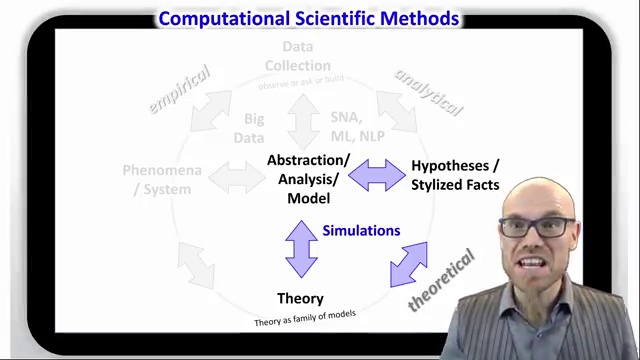 Computational Scientific Methods
Data
Collection
observe or ask or build
empirical
analytical
Big
Data
SNA,
ML, NLP
Phenomena
/ System
Abstraction/
Analysis/
Model
Hypotheses /
Stylized Facts
Simulations
Theory
theoretical
Theory as family of models